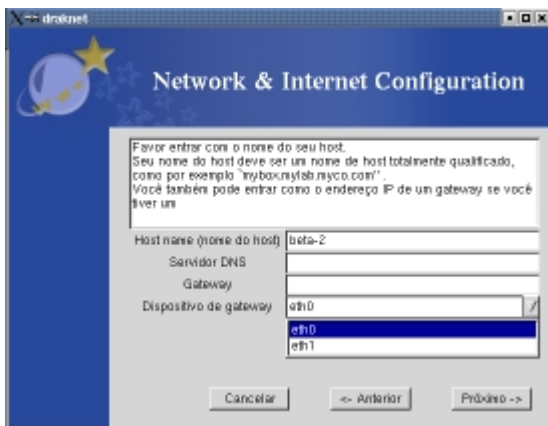 draknet
Network & Internet Configuration
Favor entrar com o nome do seu host.
Seu nome do host deve ser um nome de host totalmente qualificado,
como por exemplo ``mybox.mylab.myco.com''.
Você também pode entrar como o endereço IP de um gateway se você
tiver um
Host name (nome do host) beta-2
Servidor DNS
Gateway
Dispositivo de gateway eth0
eth0
eth1
Cancelar <- Anterior Próximo ->